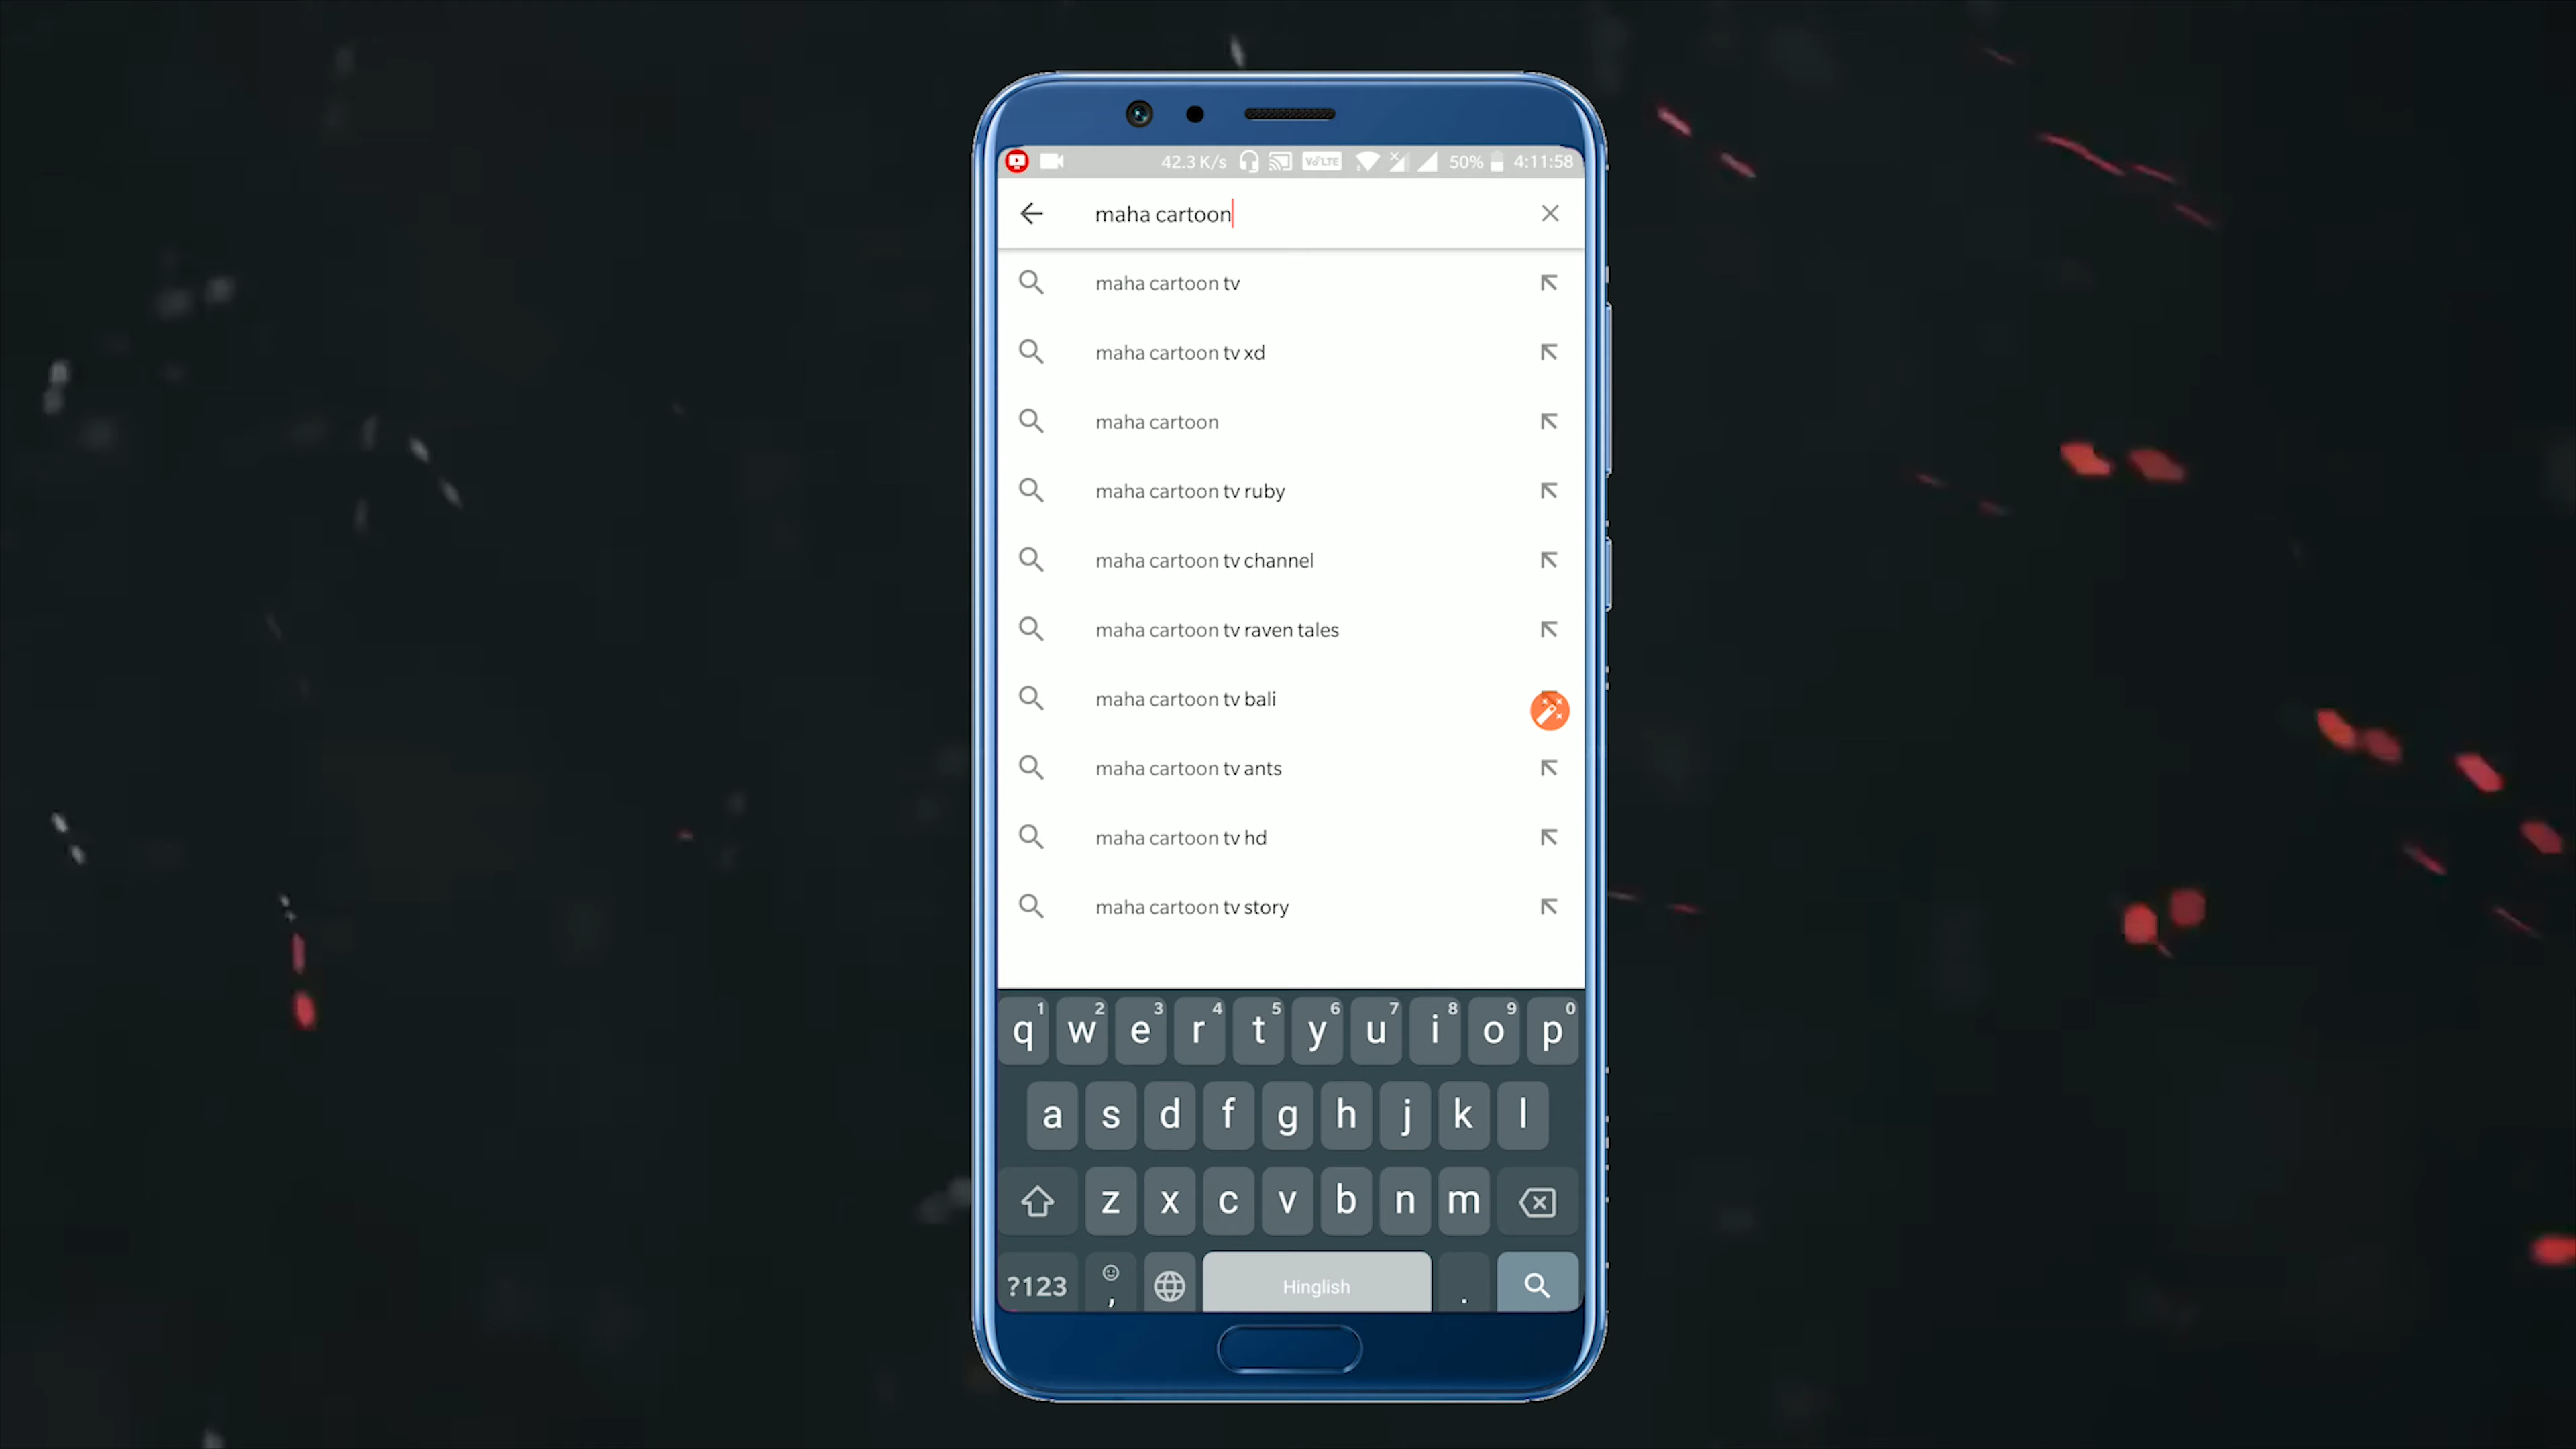 42.3 K/s VoLTE 50% 4:11:58
maha cartoon
maha cartoon tv
maha cartoon tv xd
maha cartoon
maha cartoon tv ruby
maha cartoon tv channel
maha cartoon tv raven tales
maha cartoon tv bali
maha cartoon tv ants
maha cartoon tv hd
maha cartoon tv story
1 2 3 4 5 6 7 8 9 0
q w e r t y u i o p
a s d f g h j k l
z x c v b n m
?123 , Hinglish .